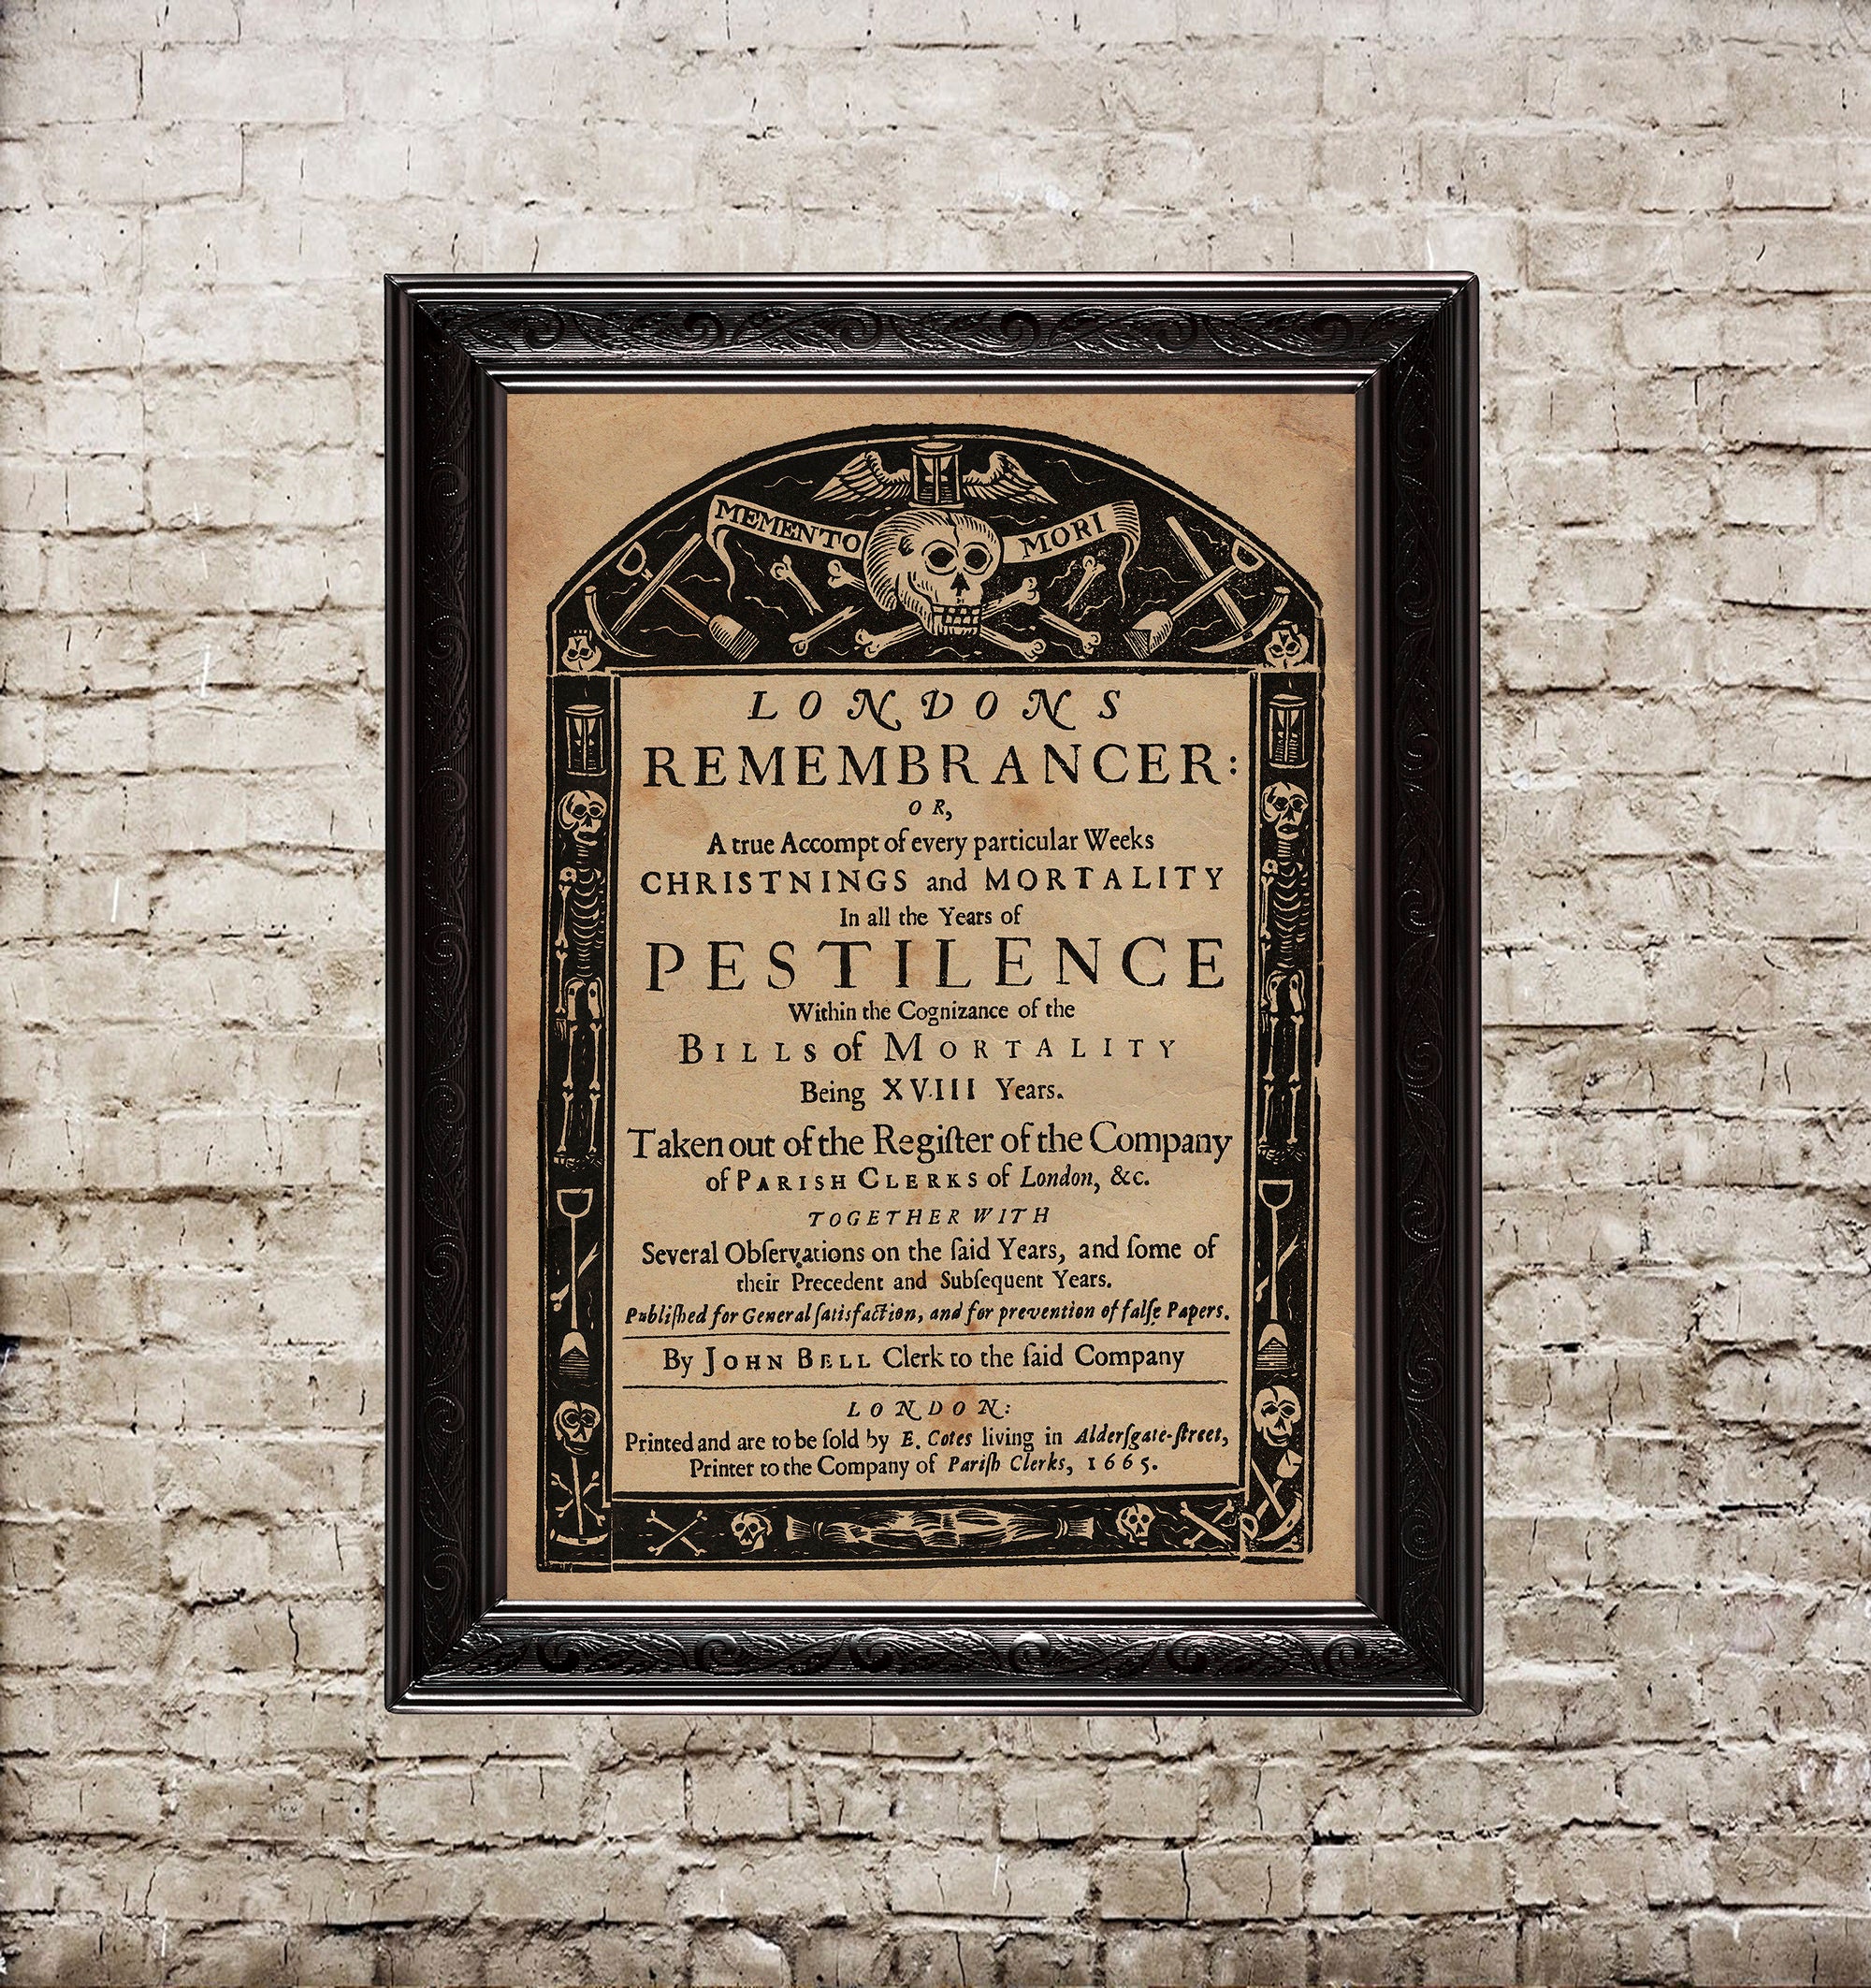 MEMENTO MORI
LONDONS
REMEMBRANCER:
OR,
A true Accompt of every particular Weeks
CHRISTNINGS and MORTALITY
In all the Years of
PESTILENCE
Within the Cognizance of the
BILLS of MORTALITY
Being XVIII Years.
Taken out of the Regiſter of the Company
of PARISH CLERKS of London, &c.
TOGETHER WITH
Several Obſervations on the ſaid Years, and ſome of
their Precedent and Subſequent Years.
Publiſhed for General ſatisfaction, and for prevention of falſe Papers.
By JOHN BELL Clerk to the ſaid Company
LONDON:
Printed and are to be ſold by E. Cotes living in Alderſgate-ſtreet,
Printer to the Company of Pariſh Clerks, 1665.